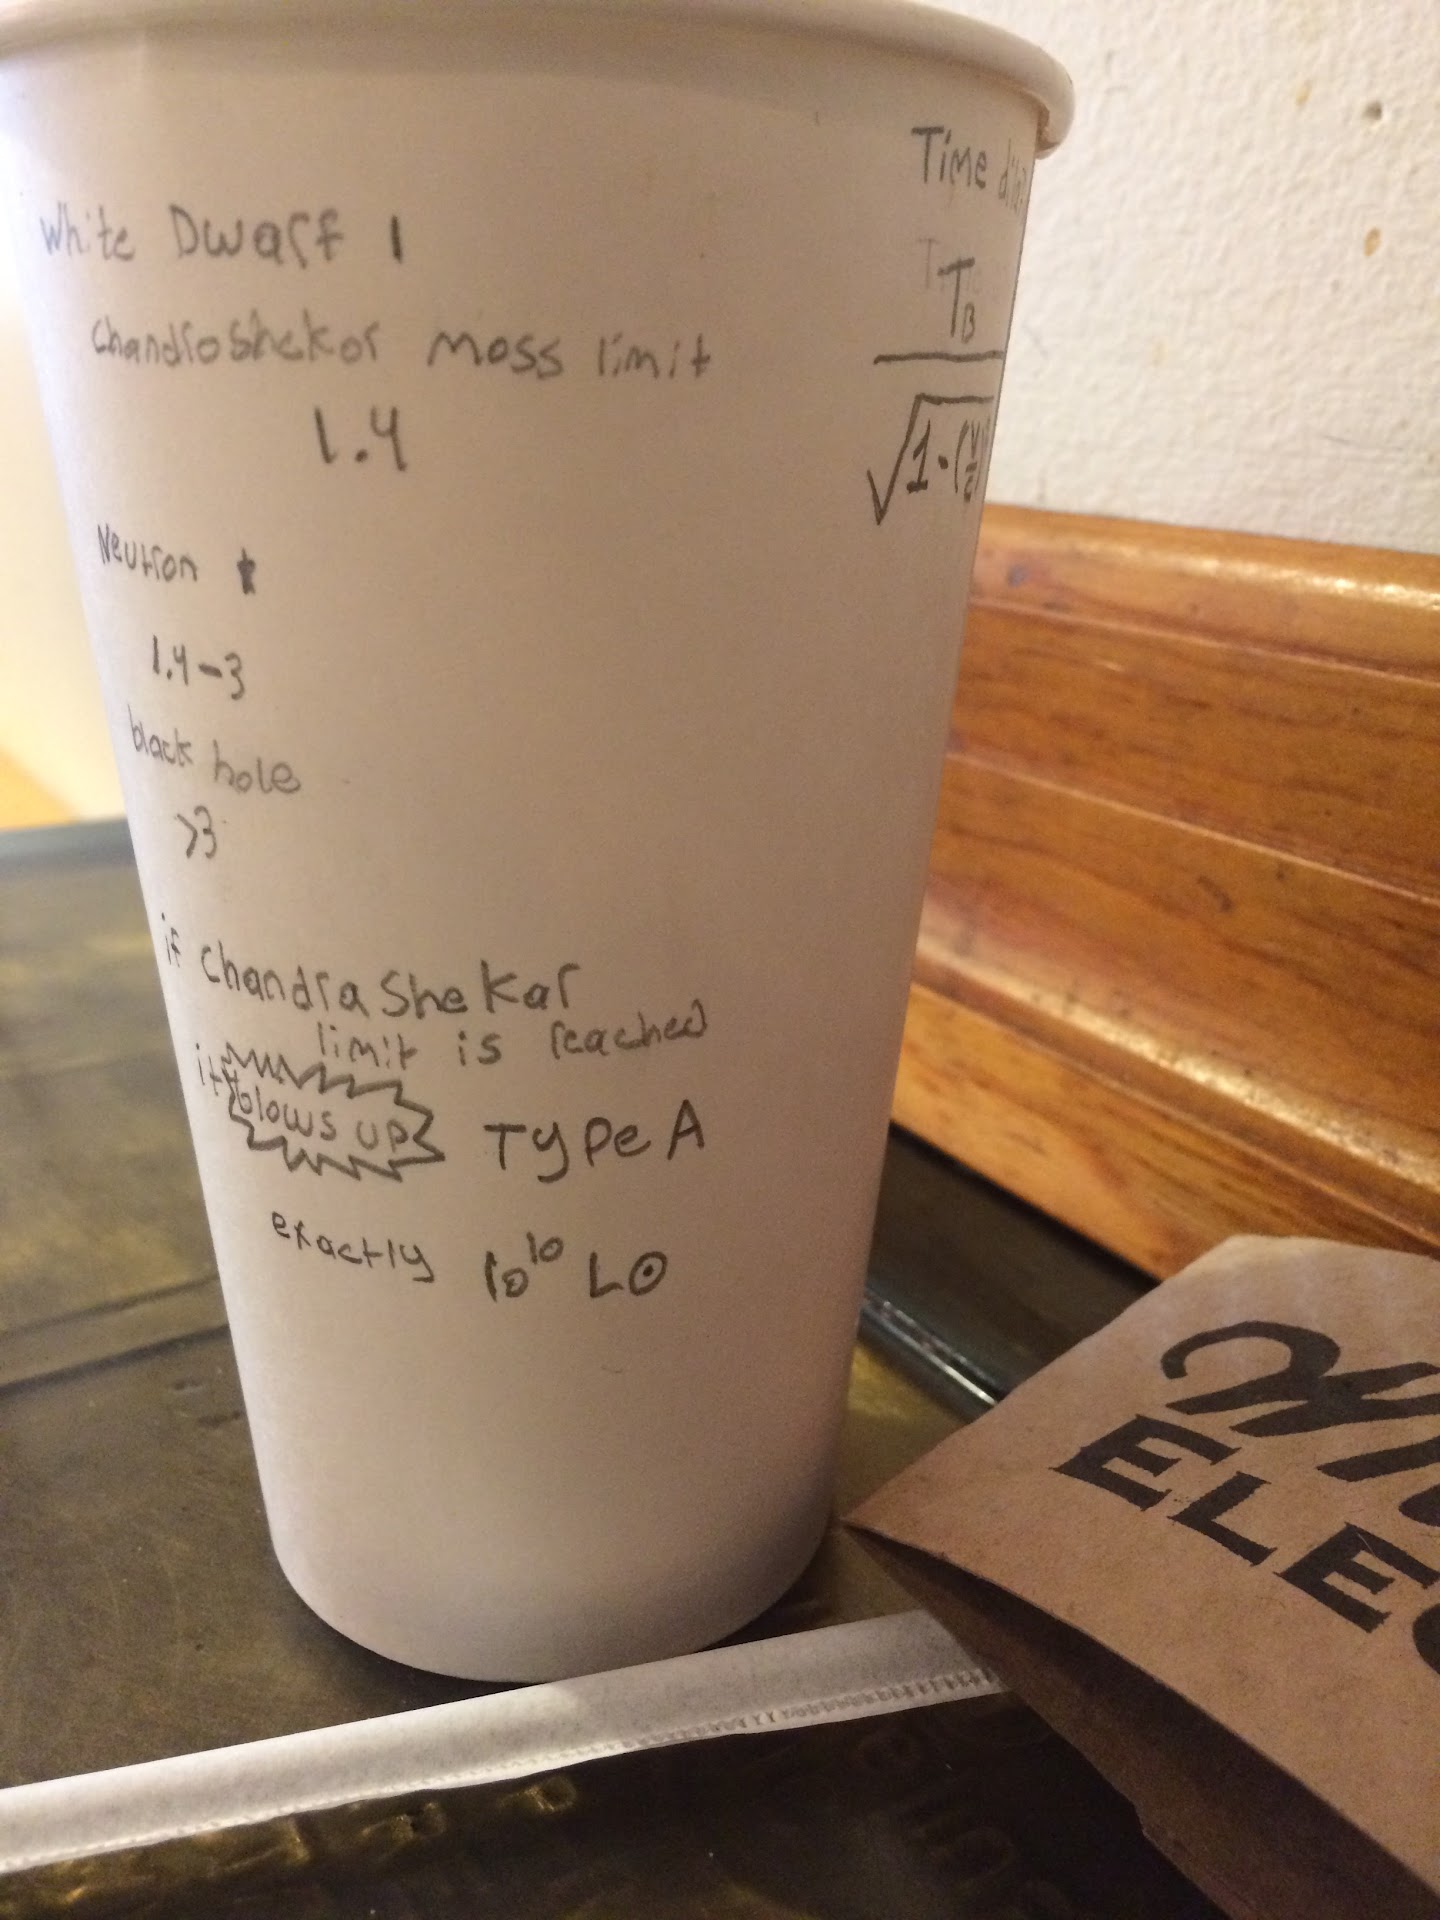 White Dwarf 1
Chandroshekor moss limit
1.4
Neutron ★
1.4-3
black hole
>3
if Chandrashekar
limit is reached
it blows up Type A
exactly 10¹⁰ L⊙
Time
T_B
√1-(v/c)
ELE